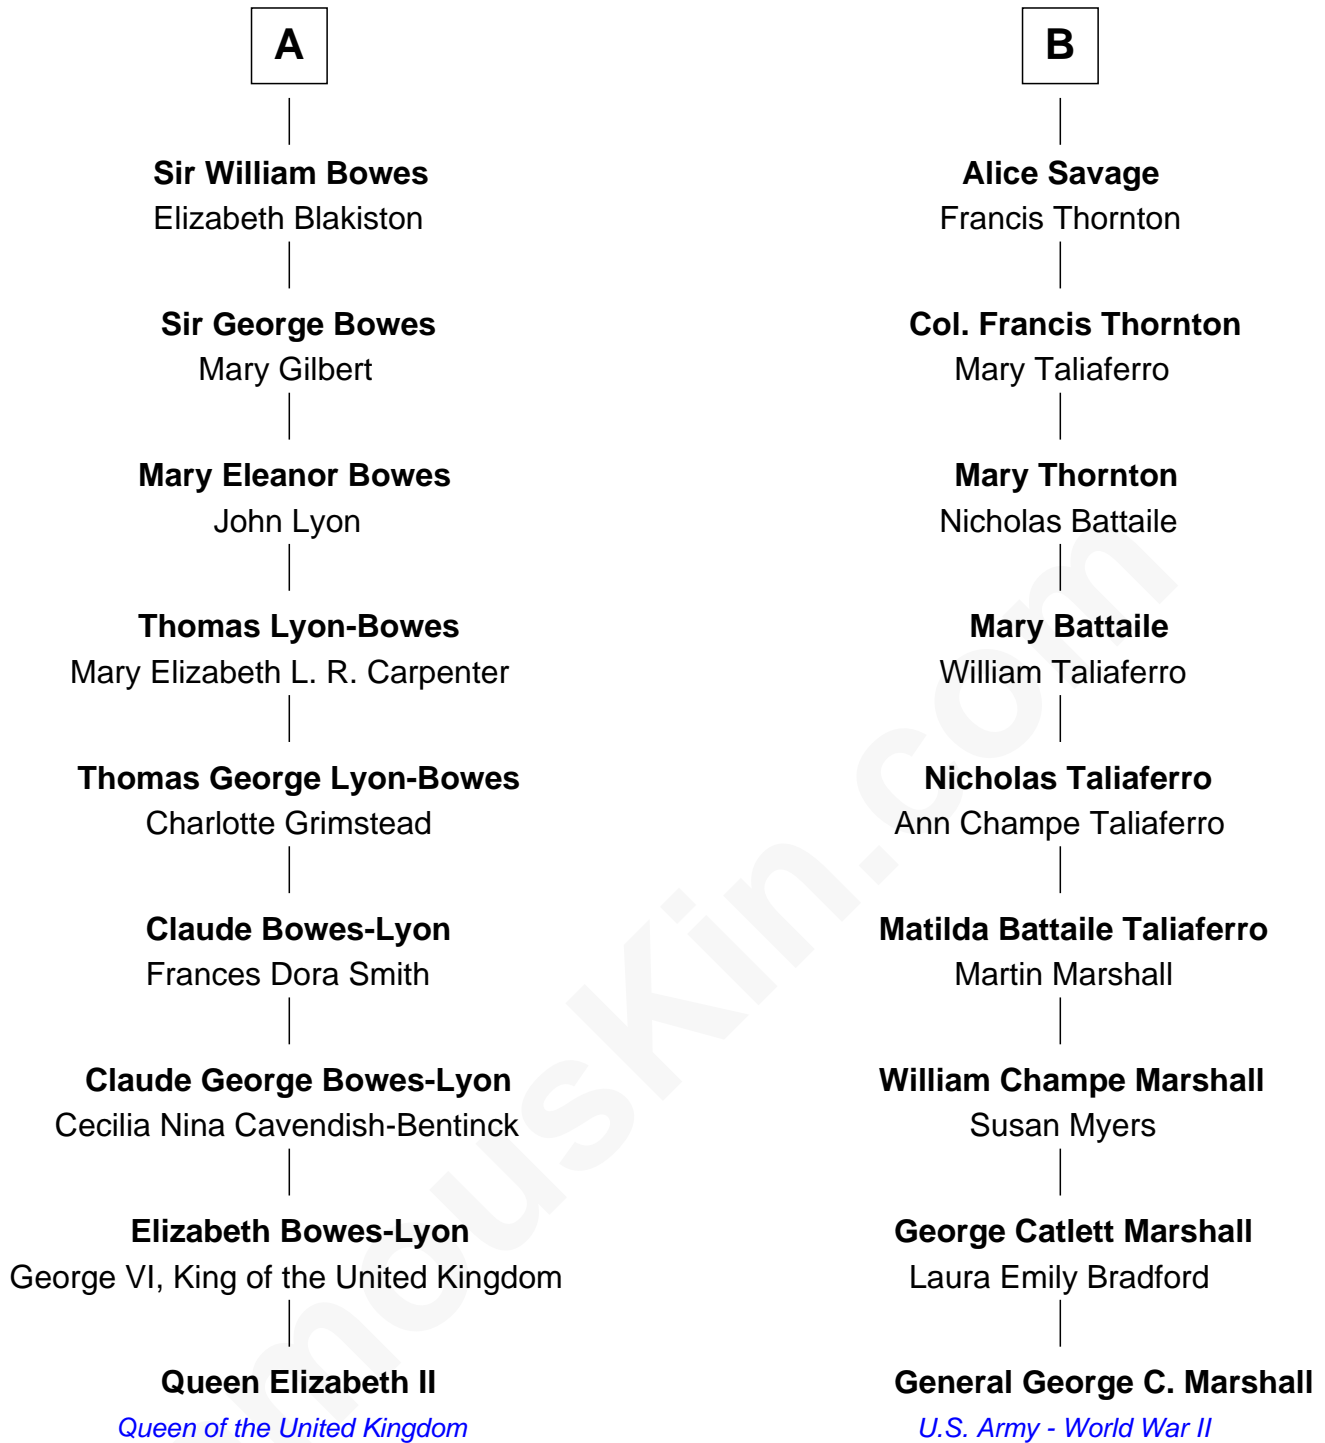 A
Sir William Bowes
Elizabeth Blakiston
Sir George Bowes
Mary Gilbert
Mary Eleanor Bowes
John Lyon
Thomas Lyon-Bowes
Mary Elizabeth L. R. Carpenter
Thomas George Lyon-Bowes
Charlotte Grimstead
Claude Bowes-Lyon
Frances Dora Smith
Claude George Bowes-Lyon
Cecilia Nina Cavendish-Bentinck
Elizabeth Bowes-Lyon
George VI, King of the United Kingdom
Queen Elizabeth II
Queen of the United Kingdom
B
Alice Savage
Francis Thornton
Col. Francis Thornton
Mary Taliaferro
Mary Thornton
Nicholas Battaile
Mary Battaile
William Taliaferro
Nicholas Taliaferro
Ann Champe Taliaferro
Matilda Battaile Taliaferro
Martin Marshall
William Champe Marshall
Susan Myers
George Catlett Marshall
Laura Emily Bradford
General George C. Marshall
U.S. Army - World War II
mousKin.com